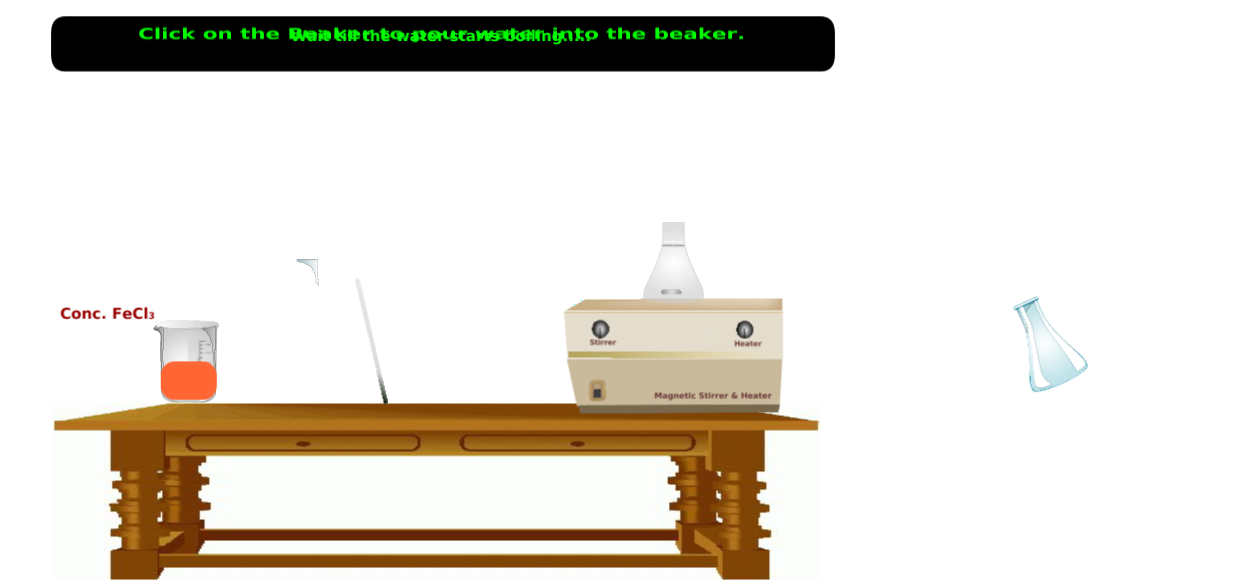 Click on the Beaker to pour water into the beaker.
Wait till the water starts boiling.....
Conc. FeCl₃
Stirrer
Heater
Magnetic Stirrer & Heater